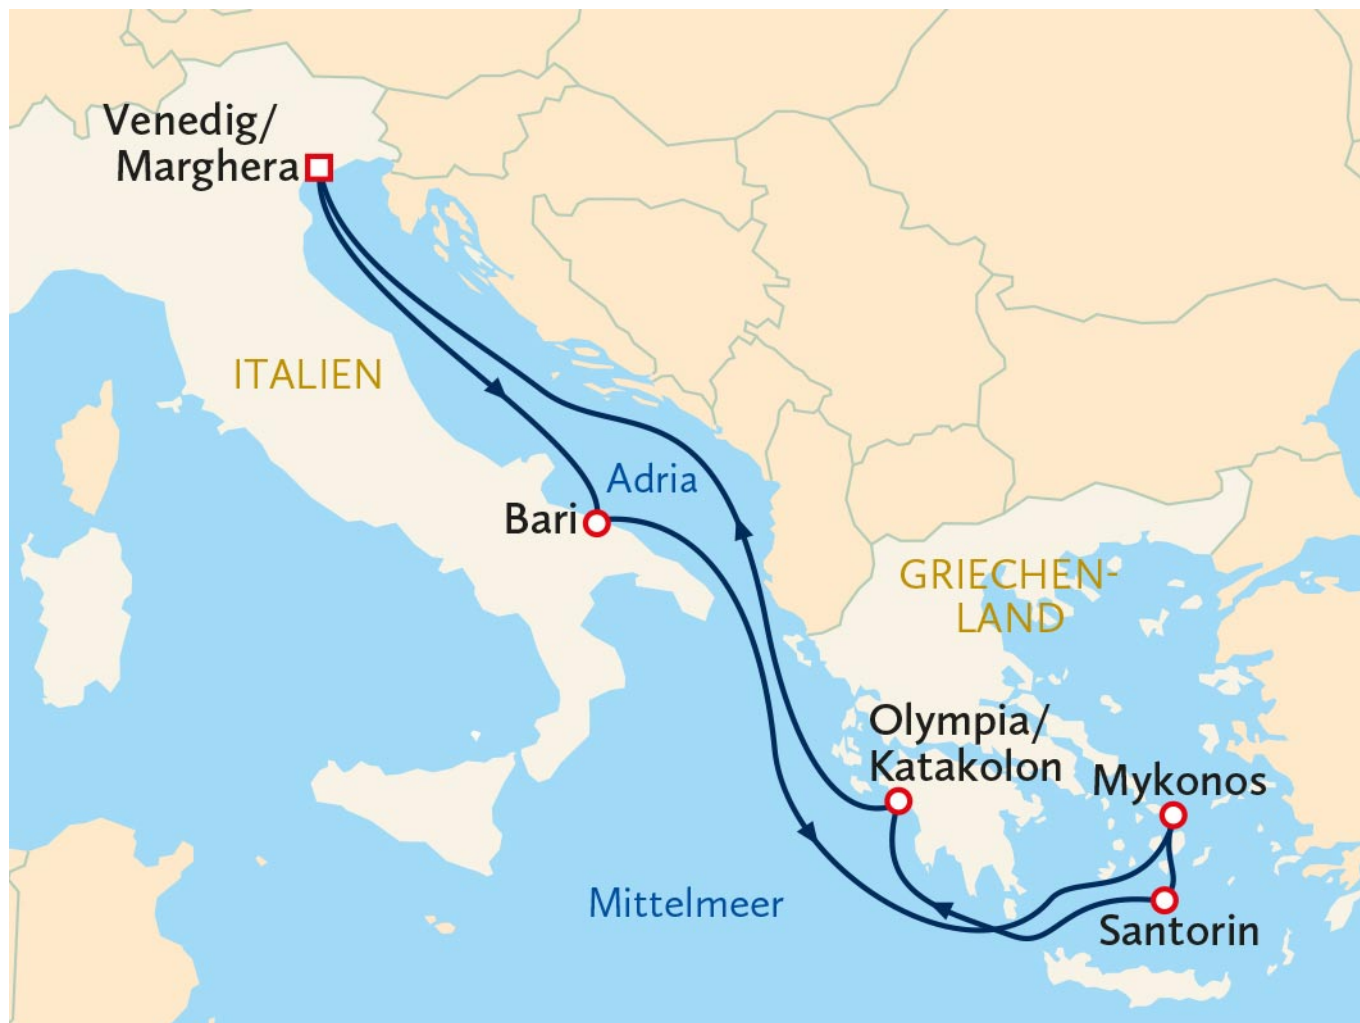 Venedig/
Marghera
ITALIEN
Adria
Bari
GRIECHEN-
LAND
Olympia/
Katakolon
Mykonos
Mittelmeer
Santorin